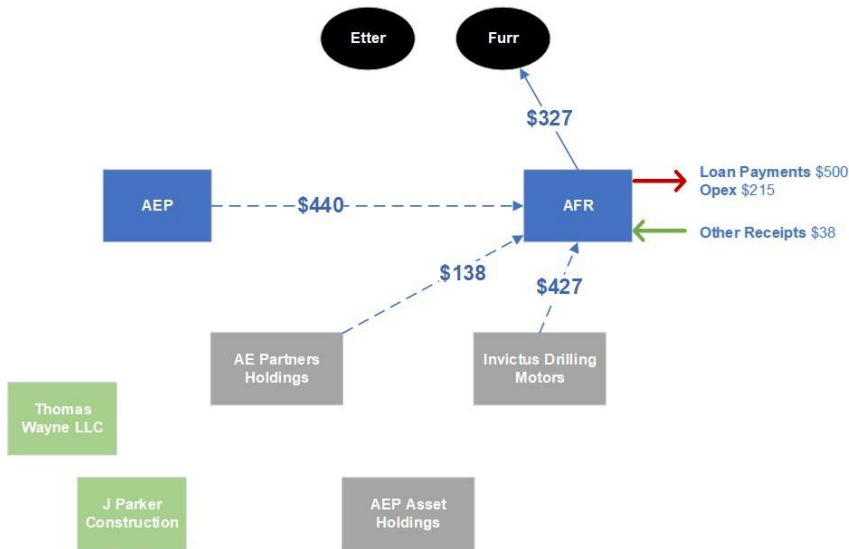 Etter
Furr
$327
AEP
$440
AFR
Loan Payments $500
Opex $215
Other Receipts $38
$138
$427
AE Partners
Holdings
Invictus Drilling
Motors
Thomas
Wayne LLC
J Parker
Construction
AEP Asset
Holdings